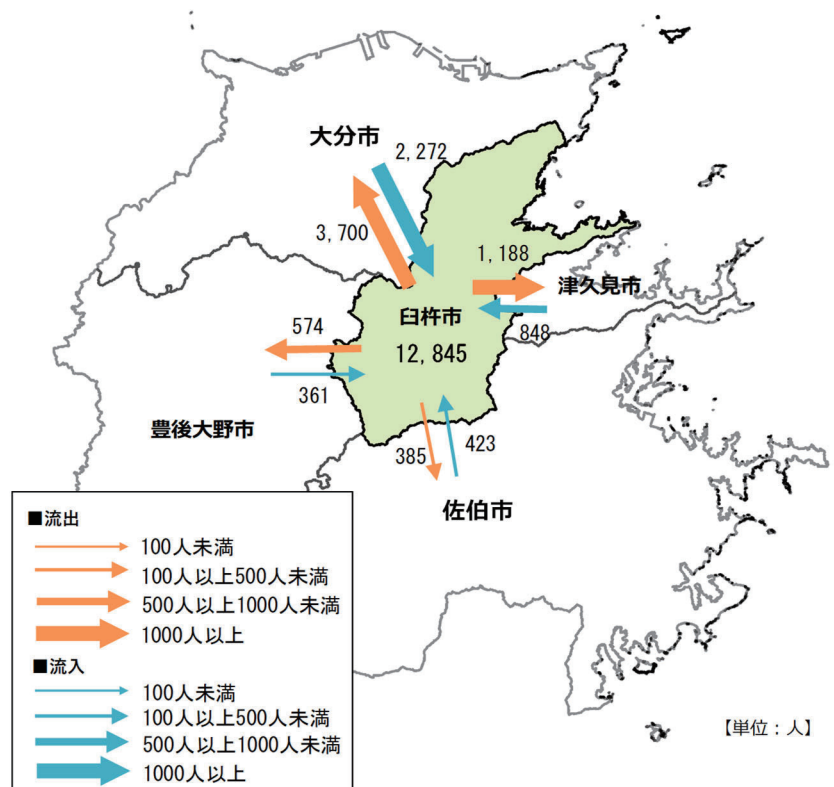 大分市
2,272
3,700
1,188
津久見市
臼杵市
848
574
12,845
361
豊後大野市
385
423
佐伯市
■流出
100人未満
100人以上500人未満
500人以上1000人未満
1000人以上
■流入
100人未満
100人以上500人未満
500人以上1000人未満
1000人以上
【単位：人】